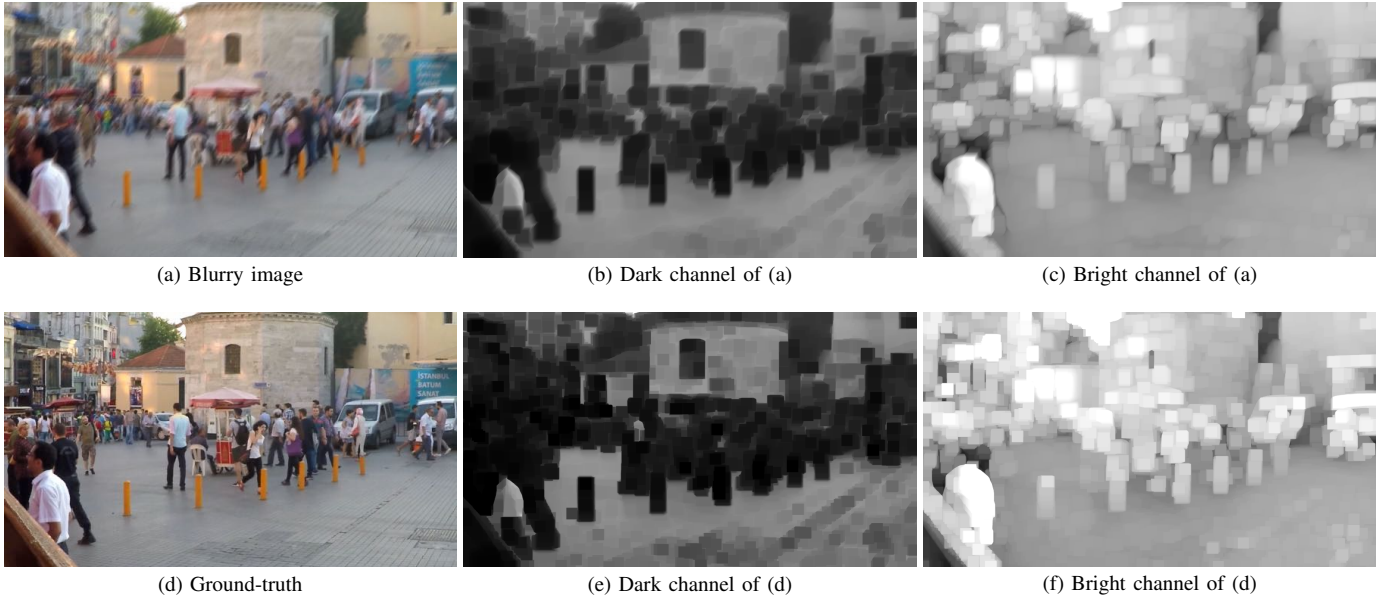 (a) Blurry image
(b) Dark channel of (a)
(c) Bright channel of (a)
ISTANBUL
BATUM
SANAT
(d) Ground-truth
(e) Dark channel of (d)
(f) Bright channel of (d)